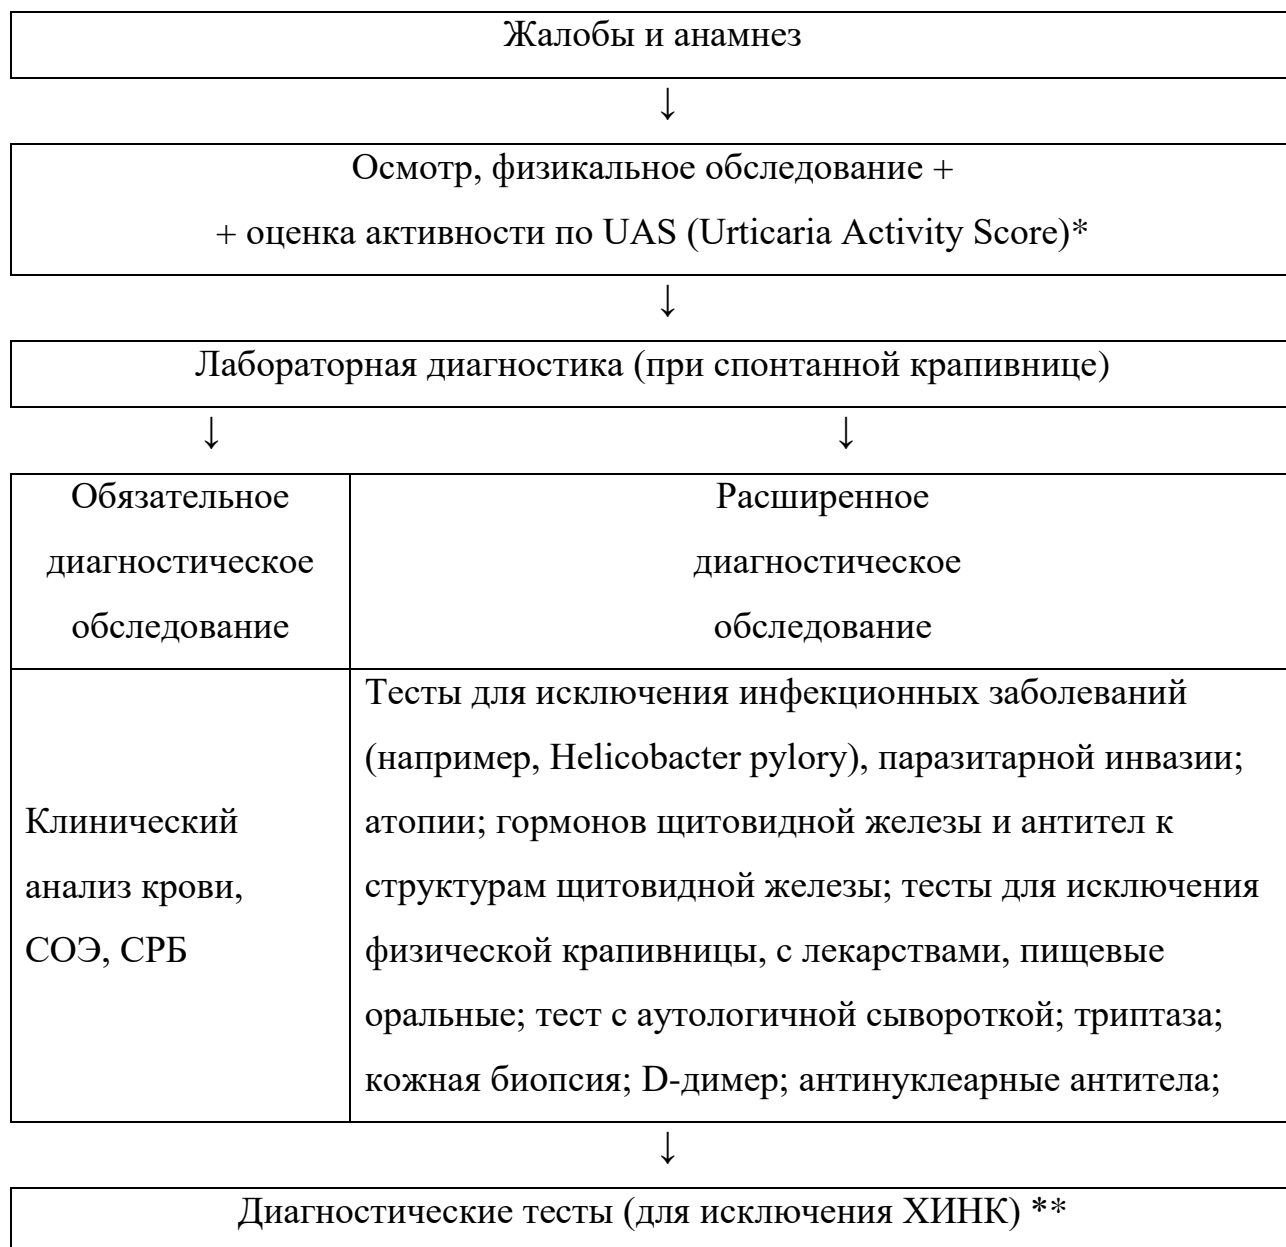 Жалобы и анамнез
↓
Осмотр, физикальное обследование +
+ оценка активности по UAS (Urticaria Activity Score)*
↓
Лабораторная диагностика (при спонтанной крапивнице)
↓ ↓
Обязательное
диагностическое
обследование
Расширенное
диагностическое
обследование
Клинический
анализ крови,
СОЭ, СРБ
Тесты для исключения инфекционных заболеваний
(например, Helicobacter pylory), паразитарной инвазии;
атопии; гормонов щитовидной железы и антител к
структурам щитовидной железы; тесты для исключения
физической крапивницы, с лекарствами, пищевые
оральные; тест с аутологичной сывороткой; триптаза;
кожная биопсия; D-димер; антинуклеарные антитела;
↓
Диагностические тесты (для исключения ХИНК) **